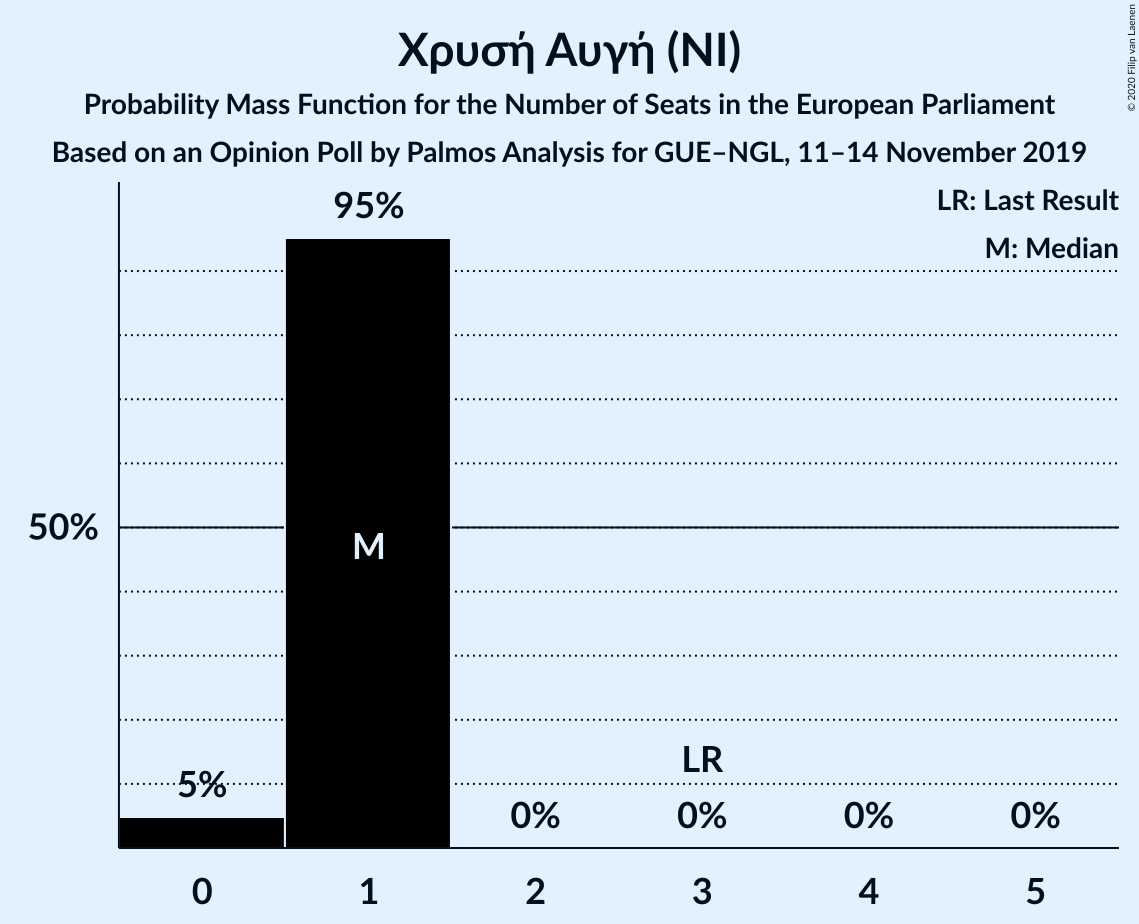 Χρυσή Αυγή (NI)
Probability Mass Function for the Number of Seats in the European Parliament
Based on an Opinion Poll by Palmos Analysis for GUE–NGL, 11–14 November 2019
© 2020 Filip van Laenen
LR: Last Result
M: Median
95%
50%
M
LR
5%
0% 0% 0% 0%
0 1 2 3 4 5